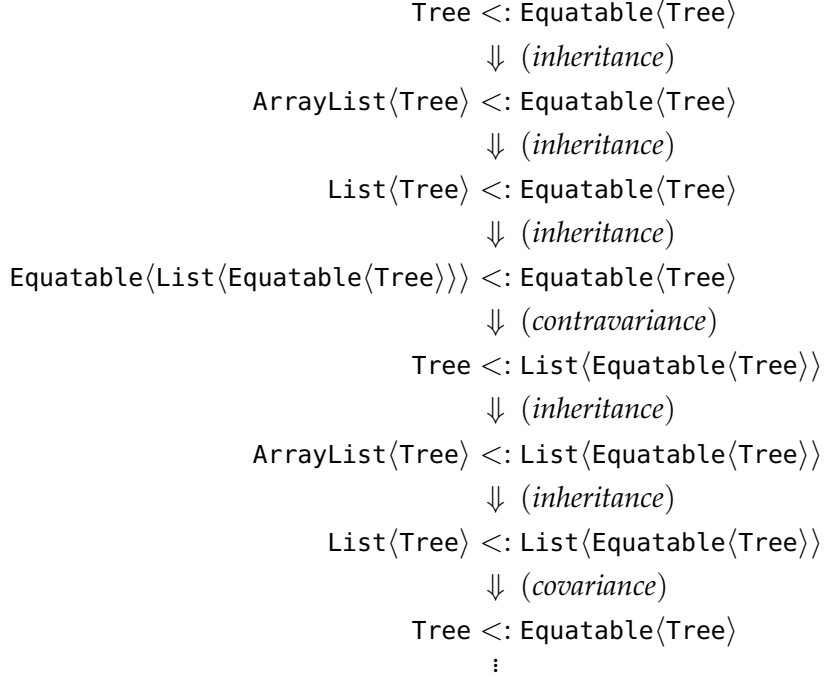 Tree <: Equatable⟨Tree⟩
⇓ (inheritance)
ArrayList⟨Tree⟩ <: Equatable⟨Tree⟩
⇓ (inheritance)
List⟨Tree⟩ <: Equatable⟨Tree⟩
⇓ (inheritance)
Equatable⟨List⟨Equatable⟨Tree⟩⟩⟩ <: Equatable⟨Tree⟩
⇓ (contravariance)
Tree <: List⟨Equatable⟨Tree⟩⟩
⇓ (inheritance)
ArrayList⟨Tree⟩ <: List⟨Equatable⟨Tree⟩⟩
⇓ (inheritance)
List⟨Tree⟩ <: List⟨Equatable⟨Tree⟩⟩
⇓ (covariance)
Tree <: Equatable⟨Tree⟩
⋮